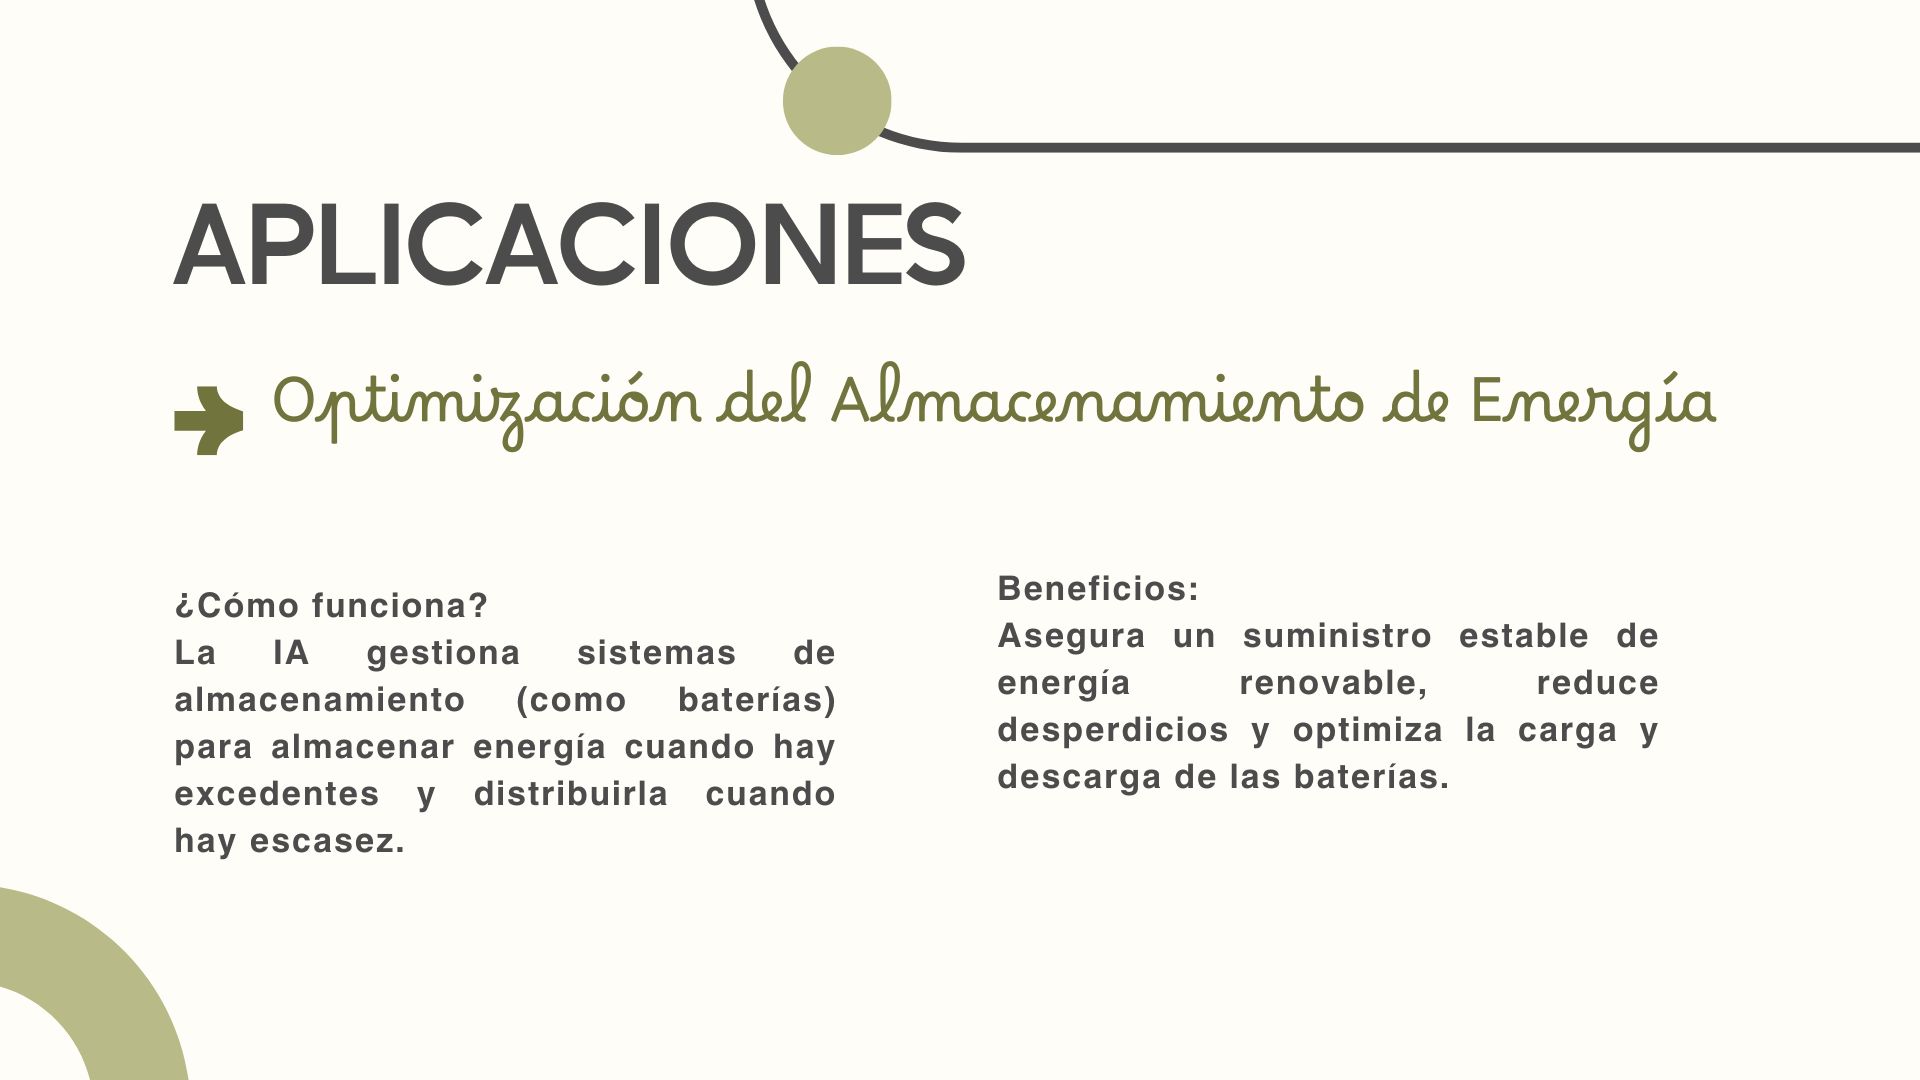 APLICACIONES
Optimización del Almacenamiento de Energía
¿Cómo funciona?
La IA gestiona sistemas de
almacenamiento (como baterías)
para almacenar energía cuando hay
excedentes y distribuirla cuando
hay escasez.
Beneficios:
Asegura un suministro estable de
energía renovable, reduce
desperdicios y optimiza la carga y
descarga de las baterías.